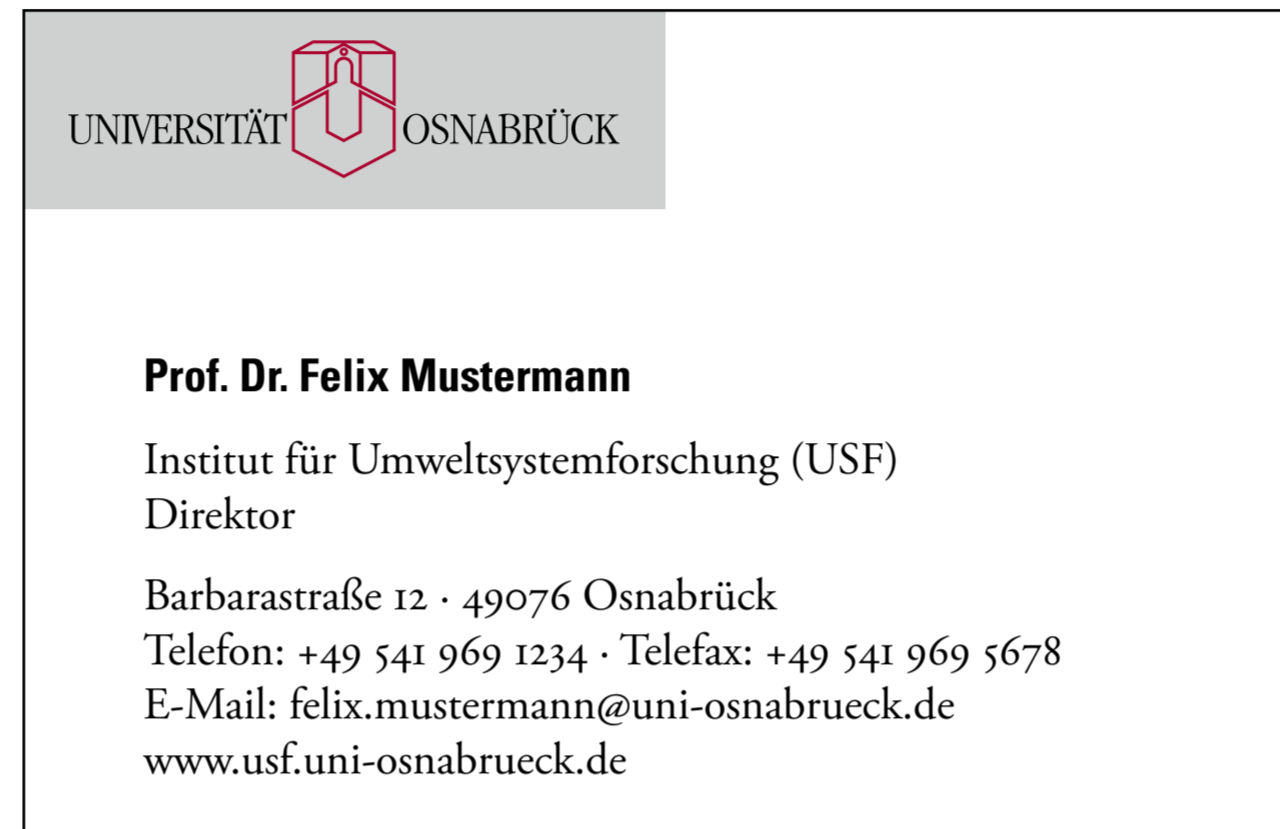 UNIVERSITÄT OSNABRÜCK
Prof. Dr. Felix Mustermann
Institut für Umweltsystemforschung (USF)
Direktor
Barbarastraße 12 · 49076 Osnabrück
Telefon: +49 541 969 1234 · Telefax: +49 541 969 5678
E-Mail: felix.mustermann@uni-osnabrueck.de
www.usf.uni-osnabrueck.de